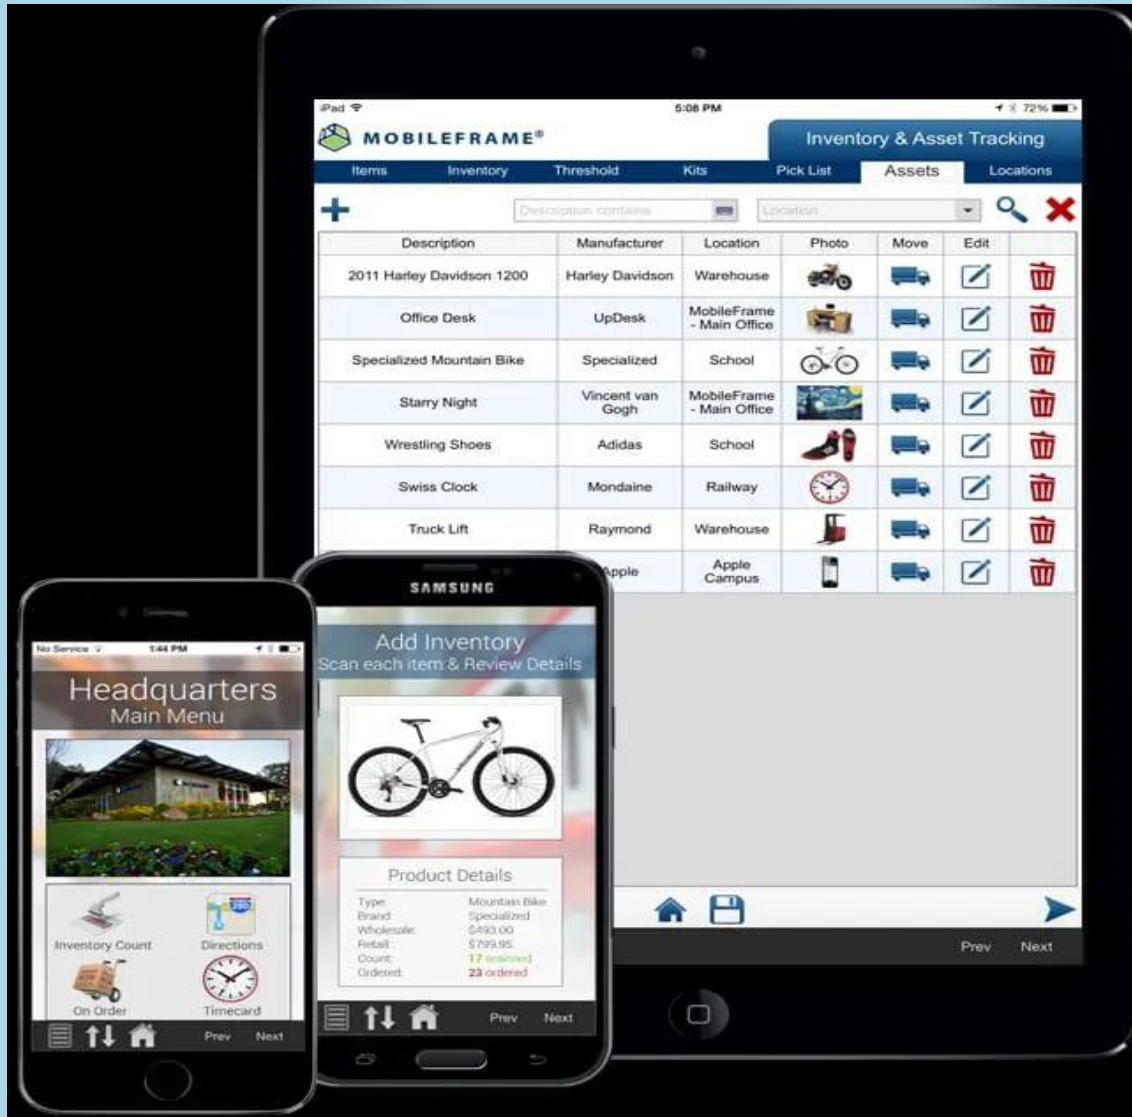 iPad 5:08 PM 72%
MOBILEFRAME®
Inventory & Asset Tracking
Items Inventory Threshold Kits Pick List Assets Locations
Description contains Location
Description Manufacturer Location Photo Move Edit
2011 Harley Davidson 1200 Harley Davidson Warehouse
Office Desk UpDesk MobileFrame
- Main Office
Specialized Mountain Bike Specialized School
Starry Night Vincent van
Gogh MobileFrame
- Main Office
Wrestling Shoes Adidas School
Swiss Clock Mondaine Railway
Truck Lift Raymond Warehouse
Apple Apple
Campus
Prev Next
No Service 1:44 PM
Headquarters
Main Menu
Inventory Count Directions
280
On Order Timecard
Prev Next
SAMSUNG
Add Inventory
Scan each item & Review Details
Product Details
Type: Mountain Bike
Brand: Specialized
Wholesale: $493.00
Retail: $799.95
Count: 17 scanned
Ordered: 23 ordered
Prev Next